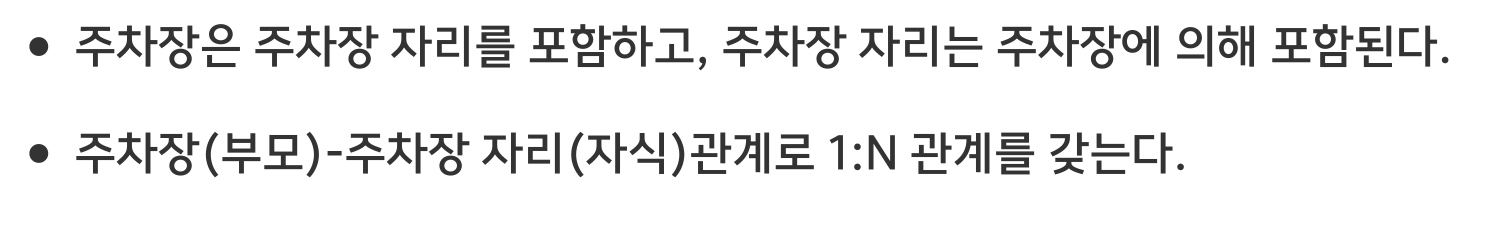 • 주차장은 주차장 자리를 포함하고, 주차장 자리는 주차장에 의해 포함된다.
• 주차장(부모)-주차장 자리(자식)관계로 1:N 관계를 갖는다.